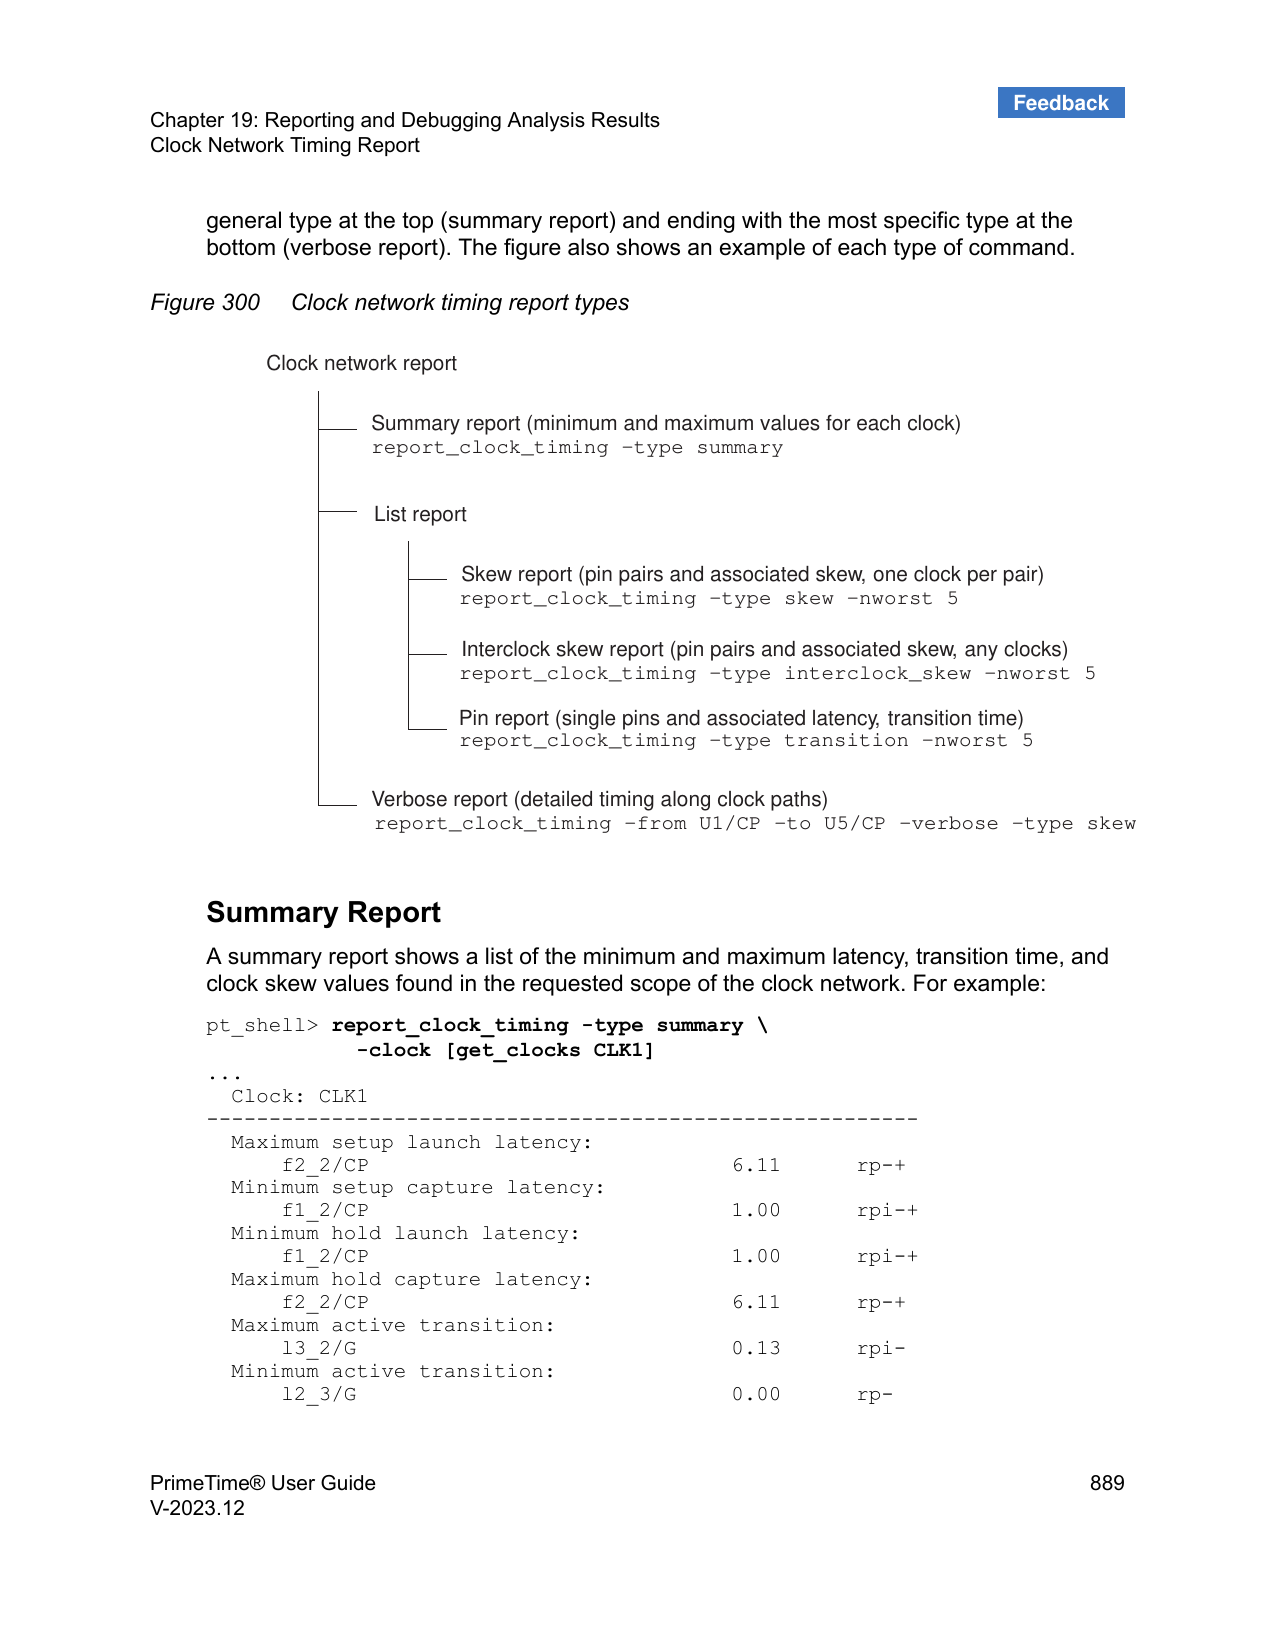 Feedback
Chapter 19: Reporting and Debugging Analysis Results
Clock Network Timing Report
general type at the top (summary report) and ending with the most specific type at the
bottom (verbose report). The figure also shows an example of each type of command.
Figure 300 Clock network timing report types
Clock network report
Summary report (minimum and maximum values for each clock)
report_clock_timing –type summary
List report
Skew report (pin pairs and associated skew, one clock per pair)
report_clock_timing –type skew –nworst 5
Interclock skew report (pin pairs and associated skew, any clocks)
report_clock_timing –type interclock_skew –nworst 5
Pin report (single pins and associated latency, transition time)
report_clock_timing –type transition –nworst 5
Verbose report (detailed timing along clock paths)
report_clock_timing –from U1/CP –to U5/CP –verbose –type skew
Summary Report
A summary report shows a list of the minimum and maximum latency, transition time, and
clock skew values found in the requested scope of the clock network. For example:
pt_shell> report_clock_timing -type summary \
-clock [get_clocks CLK1]
...
Clock: CLK1
---------------------------------------------------------
Maximum setup launch latency:
f2_2/CP 6.11 rp-+
Minimum setup capture latency:
f1_2/CP 1.00 rpi-+
Minimum hold launch latency:
f1_2/CP 1.00 rpi-+
Maximum hold capture latency:
f2_2/CP 6.11 rp-+
Maximum active transition:
l3_2/G 0.13 rpi-
Minimum active transition:
l2_3/G 0.00 rp-
PrimeTime® User Guide 889
V-2023.12